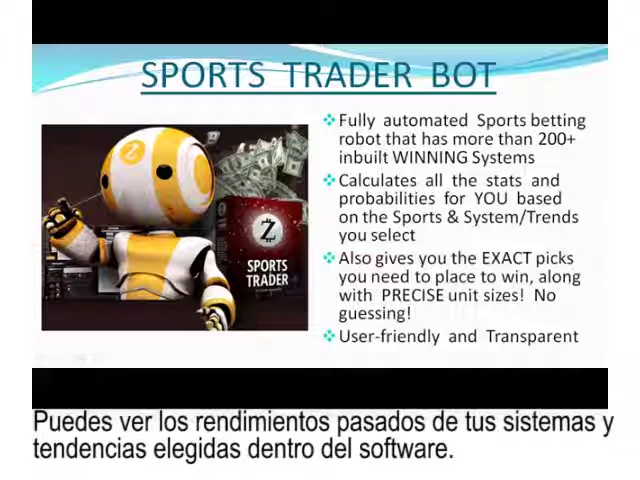 SPORTS TRADER BOT
Fully automated Sports betting
robot that has more than 200+
inbuilt WINNING Systems
Calculates all the stats and
probabilities for YOU based
on the Sports & System/Trends
you select
Also gives you the EXACT picks
you need to place to win, along
with PRECISE unit sizes! No
guessing!
User-friendly and Transparent
Z
SPORTS
TRADER
Puedes ver los rendimientos pasados de tus sistemas y
tendencias elegidas dentro del software.